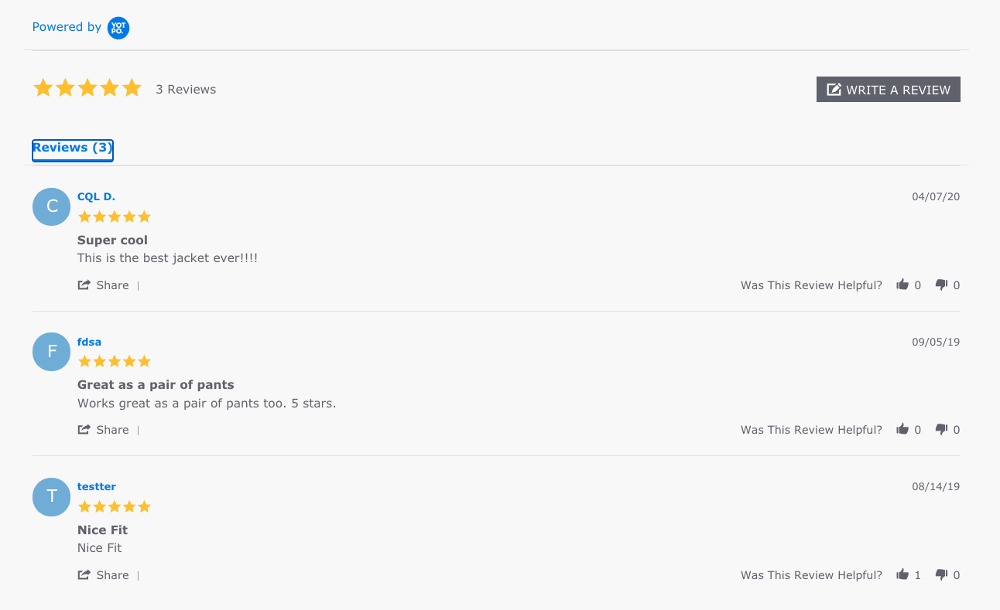 Powered by YOTPO.
3 Reviews
WRITE A REVIEW
Reviews (3)
C
CQL D.
04/07/20
Super cool
This is the best jacket ever!!!!
Share |
Was This Review Helpful? 0 0
F
fdsa
09/05/19
Great as a pair of pants
Works great as a pair of pants too. 5 stars.
Share |
Was This Review Helpful? 0 0
T
testter
08/14/19
Nice Fit
Nice Fit
Share |
Was This Review Helpful? 1 0